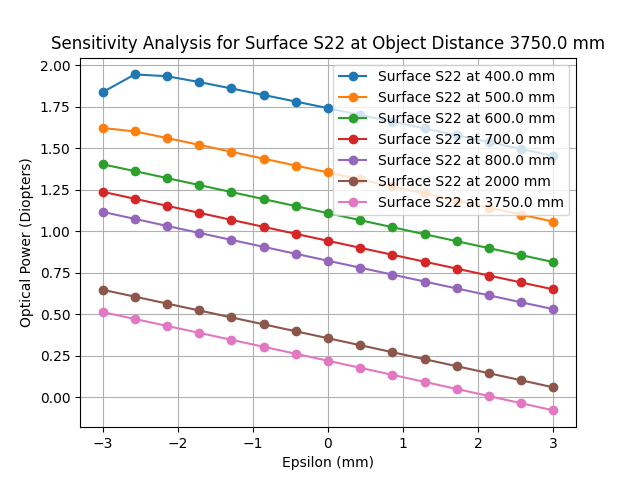 Sensitivity Analysis for Surface S22 at Object Distance 3750.0 mm
Optical Power (Diopters)
2.00
1.75
1.50
1.25
1.00
0.75
0.50
0.25
0.00
Surface S22 at 400.0 mm
Surface S22 at 500.0 mm
Surface S22 at 600.0 mm
Surface S22 at 700.0 mm
Surface S22 at 800.0 mm
Surface S22 at 2000 mm
Surface S22 at 3750.0 mm
−3 −2 −1 0 1 2 3
Epsilon (mm)